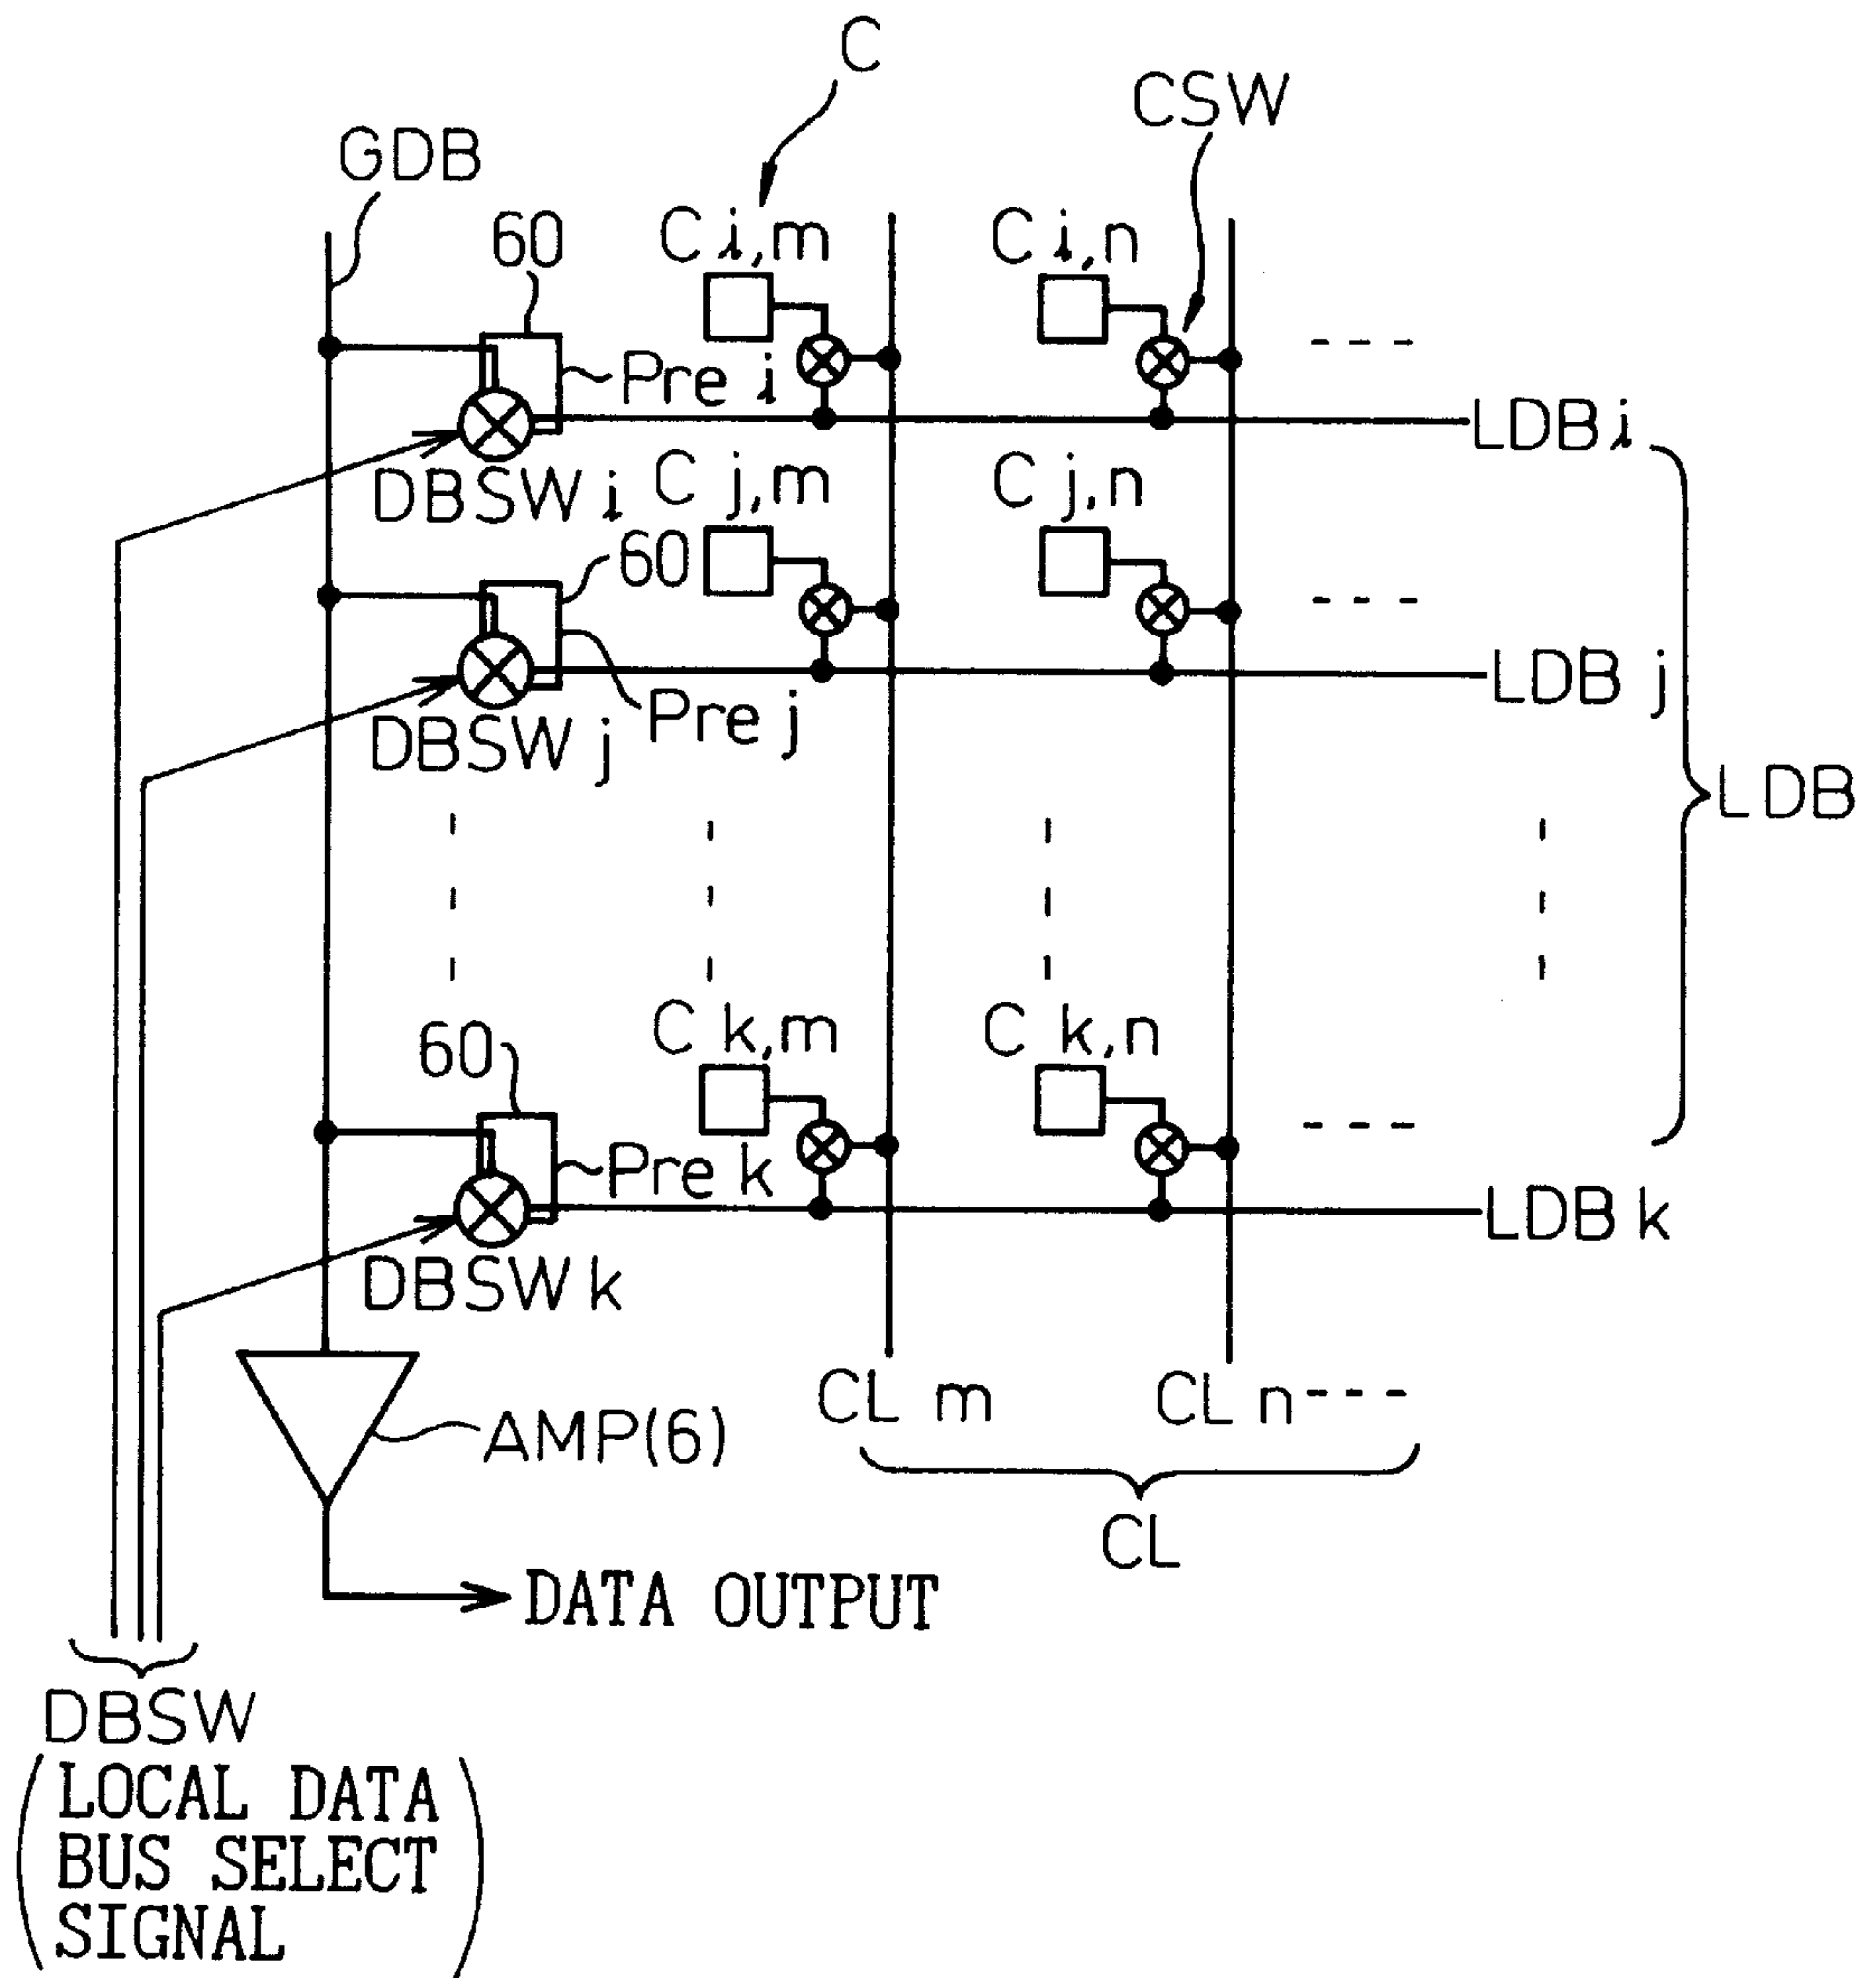 C
CSW
GDB
60
C i,m
C i,n
Pre i
LDB i
DBSW i
C j,m
C j,n
60
LDB j
DBSW j
Pre j
LDB
60
C k,m
C k,n
Pre k
LDB k
DBSW k
CL m
CL n ---
AMP(6)
CL
DATA OUTPUT
DBSW
(LOCAL DATA
BUS SELECT
SIGNAL)